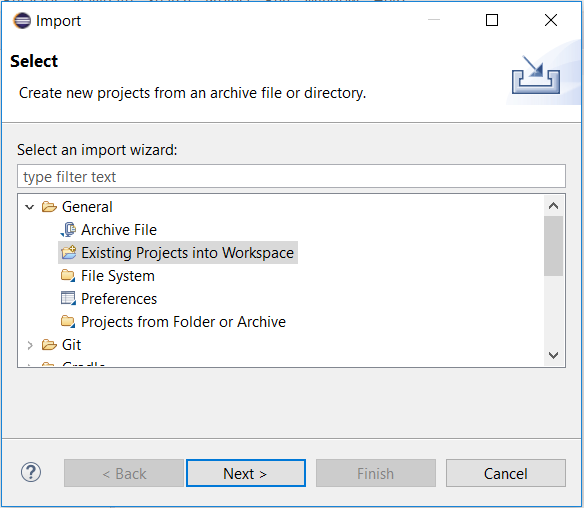 Import
Select
Create new projects from an archive file or directory.
Select an import wizard:
type filter text
General
Archive File
Existing Projects into Workspace
File System
Preferences
Projects from Folder or Archive
Git
Gradle
< Back
Next >
Finish
Cancel